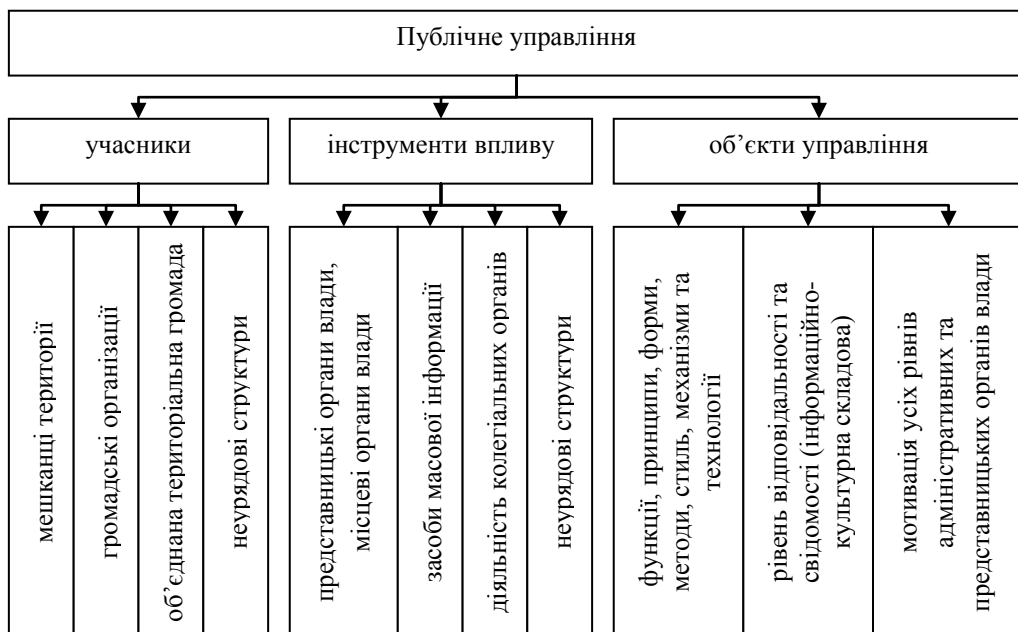 Публічне управління
учасники
інструменти впливу
об’єкти управління
мешканці території
громадські організації
об’єднана територіальна громада
неурядові структури
представницькі органи влади,
місцеві органи влади
засоби масової інформації
діяльність колегіальних органів
неурядові структури
функції, принципи, форми,
методи, стиль, механізми та
технології
рівень відповідальності та
свідомості (інформаційно-
культурна складова)
мотивація усіх рівнів
адміністративних та
представницьких органів влади